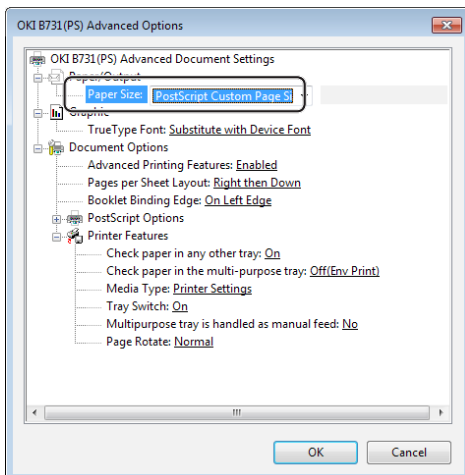 OKI B731(PS) Advanced Options
OKI B731(PS) Advanced Document Settings
Paper/Output
Paper Size: PostScript Custom Page Si
Graphic
TrueType Font: Substitute with Device Font
Document Options
Advanced Printing Features: Enabled
Pages per Sheet Layout: Right then Down
Booklet Binding Edge: On Left Edge
PostScript Options
Printer Features
Check paper in any other tray: On
Check paper in the multi-purpose tray: Off(Env Print)
Media Type: Printer Settings
Tray Switch: On
Multipurpose tray is handled as manual feed: No
Page Rotate: Normal
OK Cancel